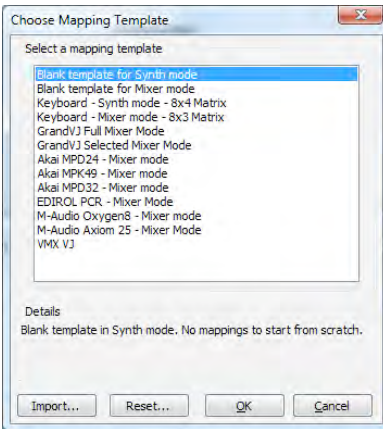 Choose Mapping Template
Select a mapping template
Blank template for Synth mode
Blank template for Mixer mode
Keyboard - Synth mode - 8x4 Matrix
Keyboard - Mixer mode - 8x3 Matrix
GrandVJ Full Mixer Mode
GrandVJ Selected Mixer Mode
Akai MPD24 - Mixer mode
Akai MPK49 - Mixer mode
Akai MPD32 - Mixer mode
EDIROL PCR - Mixer mode
M-Audio Oxygen8 - Mixer mode
M-Audio Axiom 25 - Mixer mode
VMX VJ
Details
Blank template in Synth mode. No mappings to start from scratch.
Import... Reset... OK Cancel